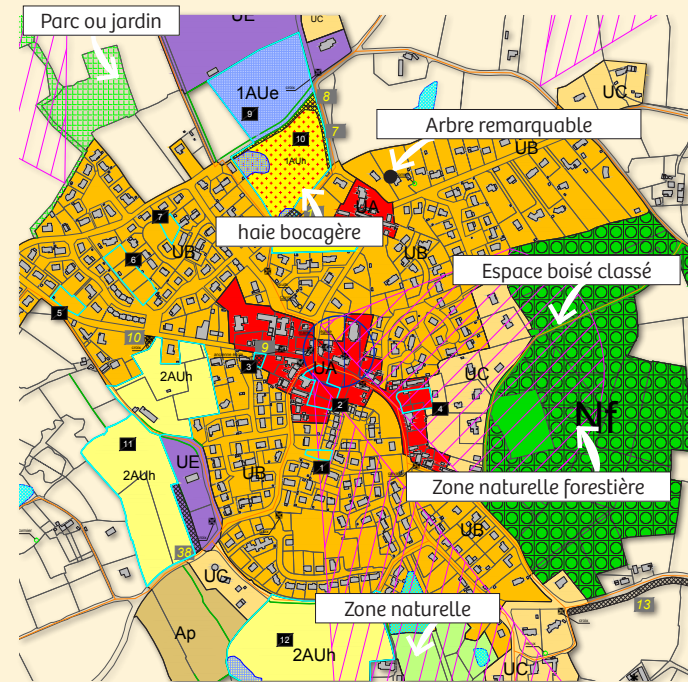 Parc ou jardin
UE
UC
1AUe
9
8
7
UC
10
1AUh
Arbre remarquable
UB
UA
7
haie bocagère
UB
UB
6
Espace boisé classé
5
10
9
2AUh
3
UA
UC
Nf
2
4
11
UE
2AUh
UB
1
Zone naturelle forestière
UB
38
UC
Zone naturelle
13
Ap
12
2AUh
UC